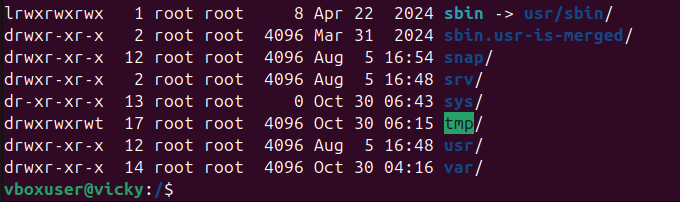 lrwxrwxrwx   1 root root     8 Apr 22  2024 sbin -> usr/sbin/
drwxr-xr-x   2 root root  4096 Mar 31  2024 sbin.usr-is-merged/
drwxr-xr-x  12 root root  4096 Aug  5 16:54 snap/
drwxr-xr-x   2 root root  4096 Aug  5 16:48 srv/
dr-xr-xr-x  13 root root     0 Oct 30 06:43 sys/
drwxrwxrwt  17 root root  4096 Oct 30 06:15 tmp/
drwxr-xr-x  12 root root  4096 Aug  5 16:48 usr/
drwxr-xr-x  14 root root  4096 Oct 30 04:16 var/
vboxuser@vicky:/$